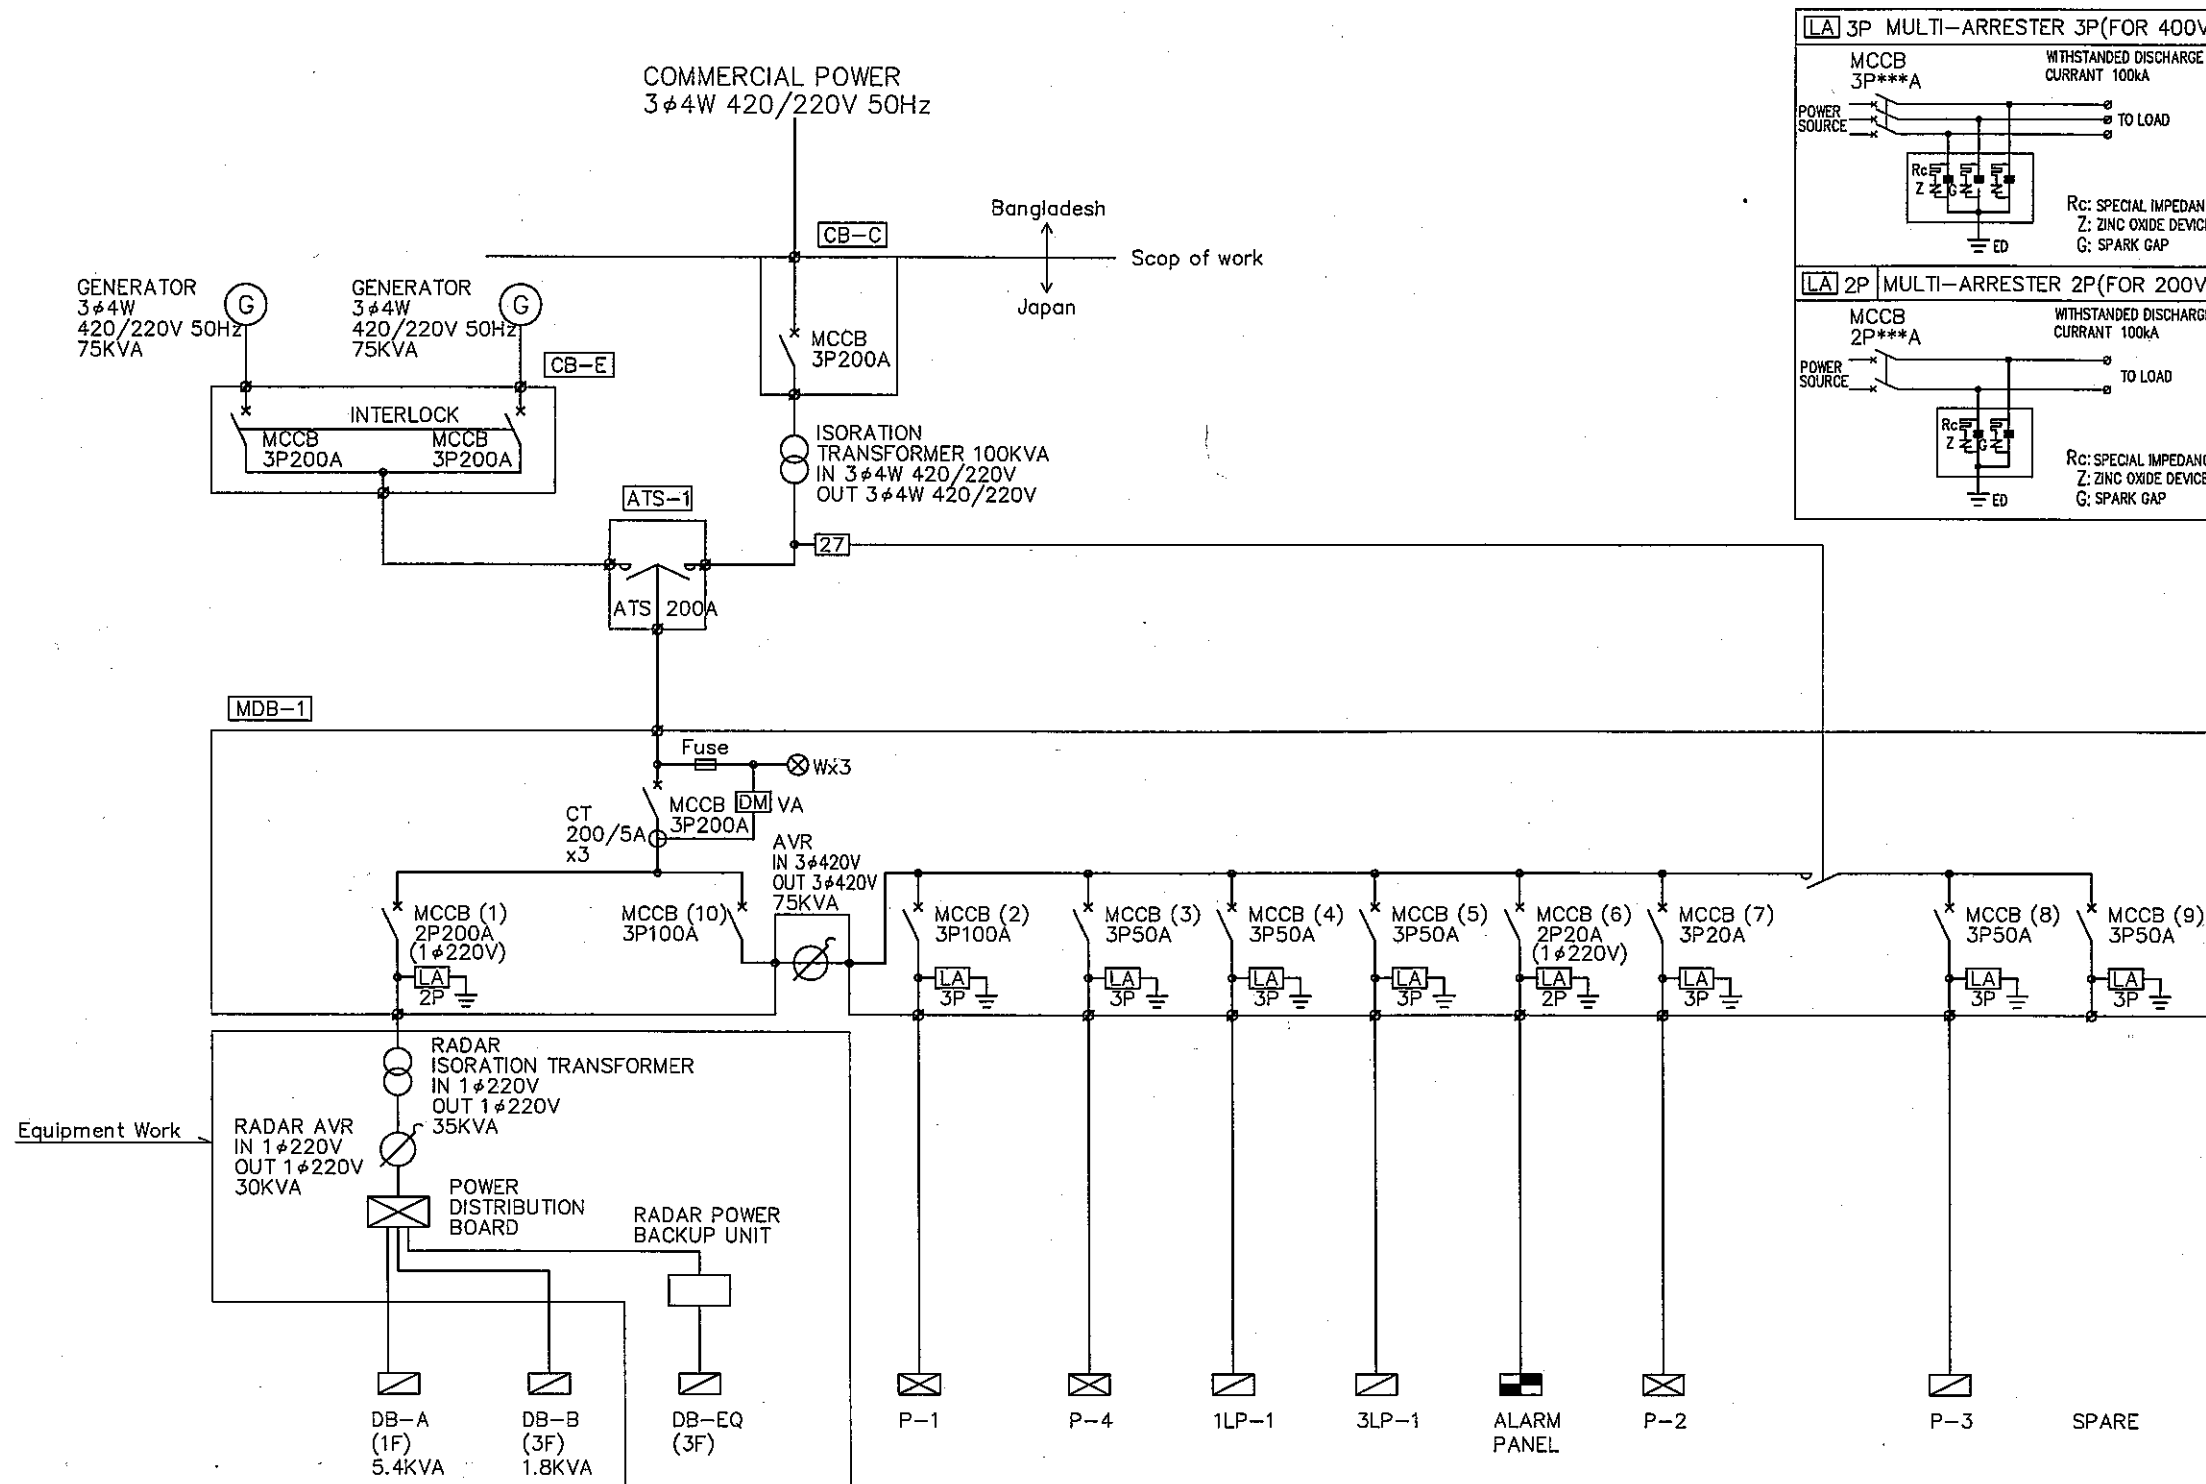 COMMERCIAL POWER
3φ4W 420/220V 50Hz
CB-C
Bangladesh
Scop of work
Japan
GENERATOR
3φ4W
420/220V 50Hz
75KVA
G
GENERATOR
3φ4W
420/220V 50Hz
75KVA
G
CB-E
INTERLOCK
MCCB
3P200A
MCCB
3P200A
MCCB
3P200A
ISORATION
TRANSFORMER 100KVA
IN 3φ4W 420/220V
OUT 3φ4W 420/220V
ATS-1
27
ATS 200A
LA 3P MULTI-ARRESTER 3P(FOR 400V
MCCB
3P***A
WITHSTANDED DISCHARGE
CURRANT 100kA
POWER
SOURCE
TO LOAD
Rc
Z
G
Rc: SPECIAL IMPEDAN
Z: ZINC OXIDE DEVICE
G: SPARK GAP
ED
LA 2P MULTI-ARRESTER 2P(FOR 200V
MCCB
2P***A
WITHSTANDED DISCHARGE
CURRANT 100kA
POWER
SOURCE
TO LOAD
Rc
Z
G
Rc: SPECIAL IMPEDANC
Z: ZINC OXIDE DEVICE
G: SPARK GAP
ED
MDB-1
Fuse
Wx3
MCCB
3P200A
DM VA
CT
200/5A
x3
AVR
IN 3φ420V
OUT 3φ420V
75KVA
MCCB (1)
2P200A
(1φ220V)
LA
2P
MCCB (10)
3P100A
MCCB (2)
3P100A
LA
3P
MCCB (3)
3P50A
LA
3P
MCCB (4)
3P50A
LA
3P
MCCB (5)
3P50A
LA
3P
MCCB (6)
2P20A
(1φ220V)
LA
2P
MCCB (7)
3P20A
LA
3P
MCCB (8)
3P50A
LA
3P
MCCB (9)
3P50A
LA
3P
RADAR
ISORATION TRANSFORMER
IN 1φ220V
OUT 1φ220V
35KVA
Equipment Work
RADAR AVR
IN 1φ220V
OUT 1φ220V
30KVA
POWER
DISTRIBUTION
BOARD
RADAR POWER
BACKUP UNIT
DB-A
(1F)
5.4KVA
DB-B
(3F)
1.8KVA
DB-EQ
(3F)
P-1
P-4
1LP-1
3LP-1
ALARM
PANEL
P-2
P-3
SPARE